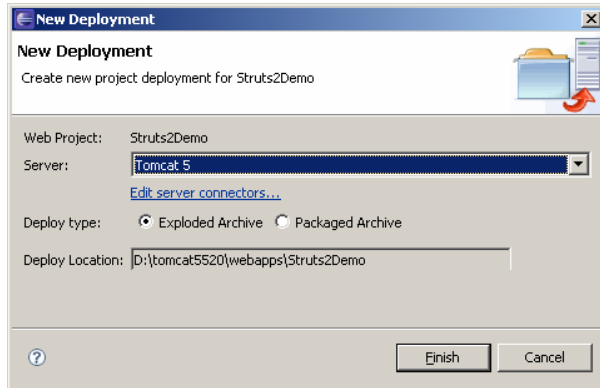 New Deployment
New Deployment
Create new project deployment for Struts2Demo
Web Project: Struts2Demo
Server: Tomcat 5
Edit server connectors...
Deploy type: Exploded Archive Packaged Archive
Deploy Location: D:\tomcat5520\webapps\Struts2Demo
? Finish Cancel